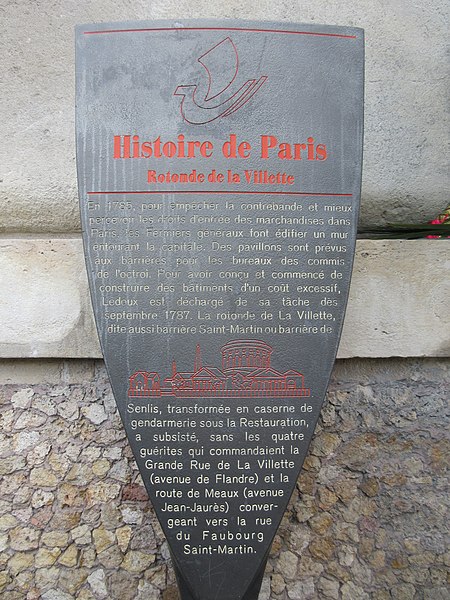 Histoire de Paris
Rotonde de la Villette
En 1785, pour empêcher la contrebande et mieux
percevoir les droits d'entrée des marchandises dans
Paris, les Fermiers généraux font édifier un mur
entourant la capitale. Des pavillons sont prévus
aux barrières pour les bureaux des commis
de l'octroi. Pour avoir conçu et commencé de
construire des bâtiments d'un coût excessif,
Ledoux est déchargé de sa tâche dès
septembre 1787. La rotonde de La Villette,
dite aussi barrière Saint-Martin ou barrière de
Senlis, transformée en caserne de
gendarmerie sous la Restauration,
a subsisté, sans les quatre
guérites qui commandaient la
Grande Rue de La Villette
(avenue de Flandre) et la
route de Meaux (avenue
Jean-Jaurès) conver-
geant vers la rue
du Faubourg
Saint-Martin.